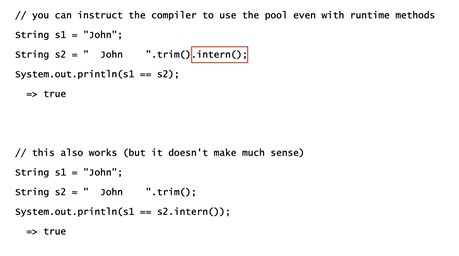 // you can instruct the compiler to use the pool even with runtime methods
String s1 = "John";
String s2 = "  John    ".trim().intern();
System.out.println(s1 == s2);
=> true
// this also works (but it doesn't make much sense)
String s1 = "John";
String s2 = "  John    ".trim();
System.out.println(s1 == s2.intern());
=> true